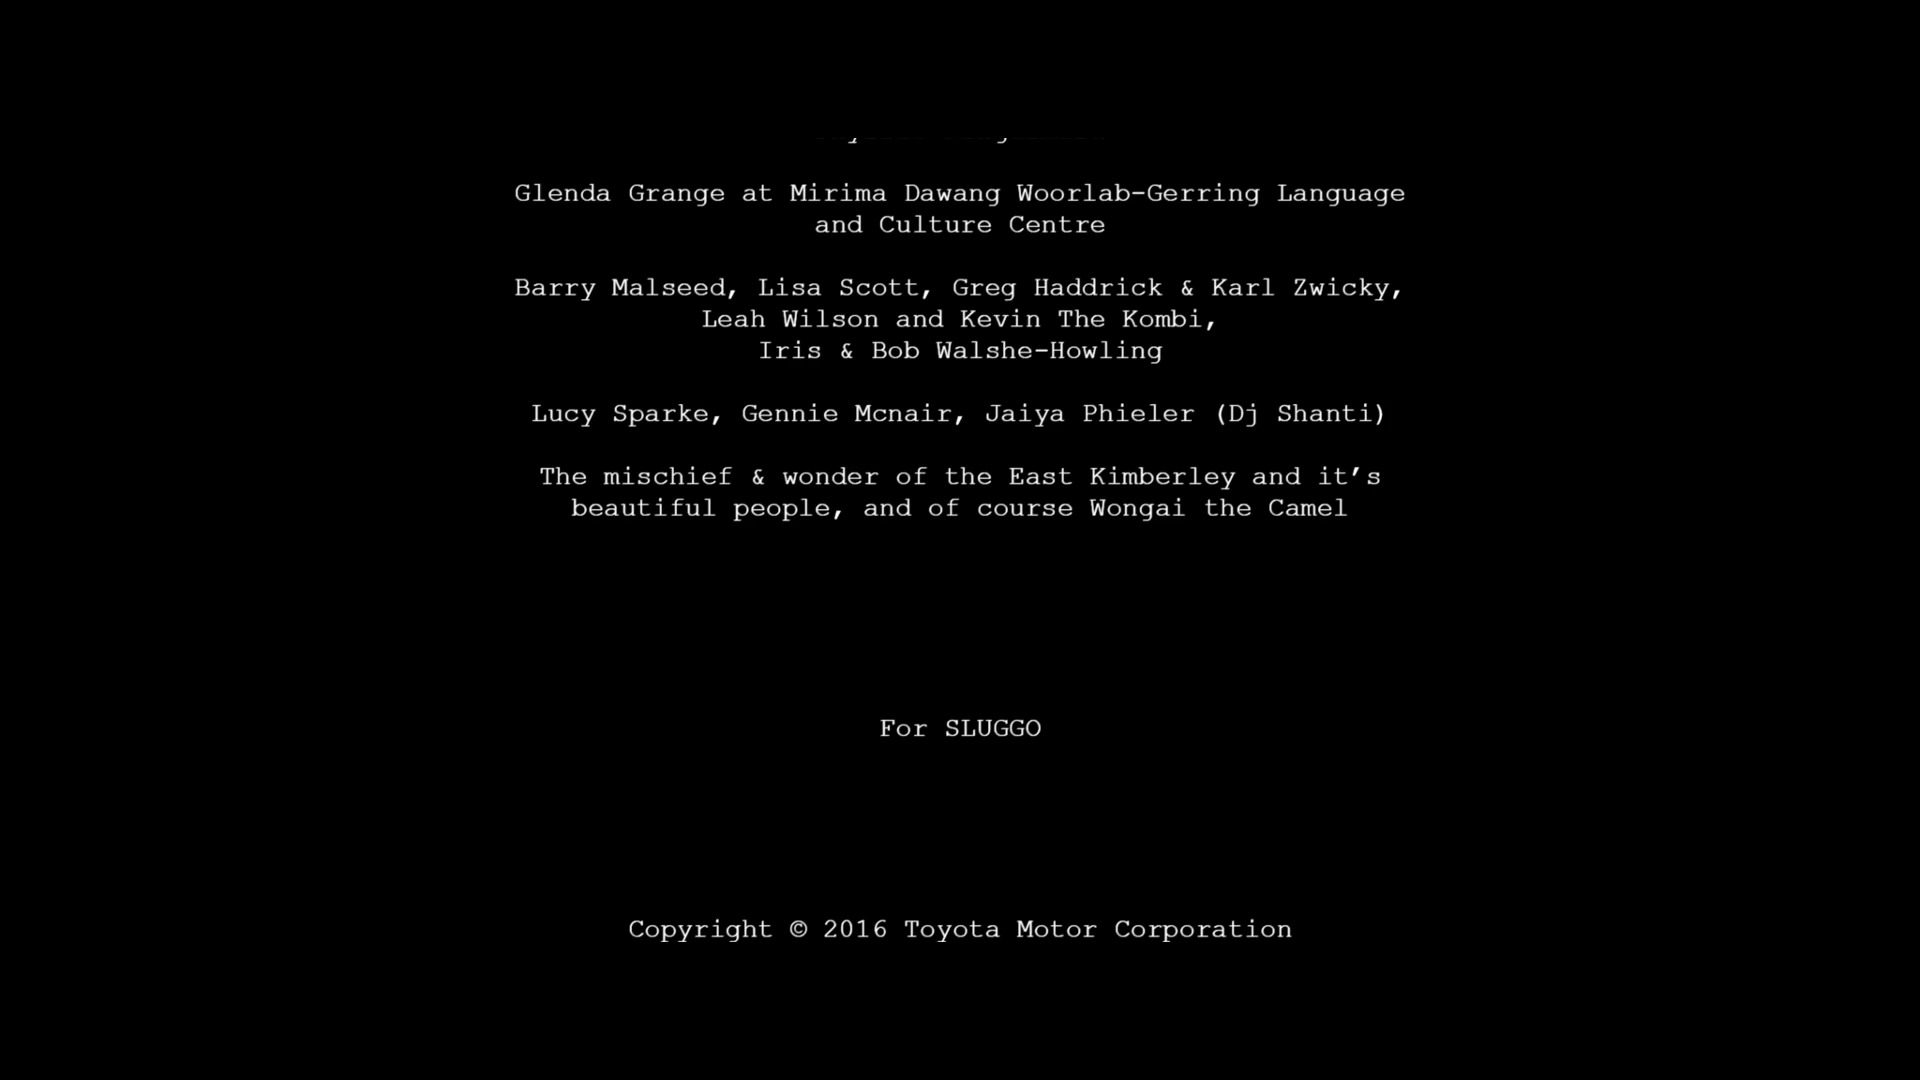 Glenda Grange at Mirima Dawang Woorlab-Gerring Language
and Culture Centre
Barry Malseed, Lisa Scott, Greg Haddrick & Karl Zwicky,
Leah Wilson and Kevin The Kombi,
Iris & Bob Walshe-Howling
Lucy Sparke, Gennie Mcnair, Jaiya Phieler (Dj Shanti)
The mischief & wonder of the East Kimberley and it’s
beautiful people, and of course Wongai the Camel
For SLUGGO
Copyright © 2016 Toyota Motor Corporation